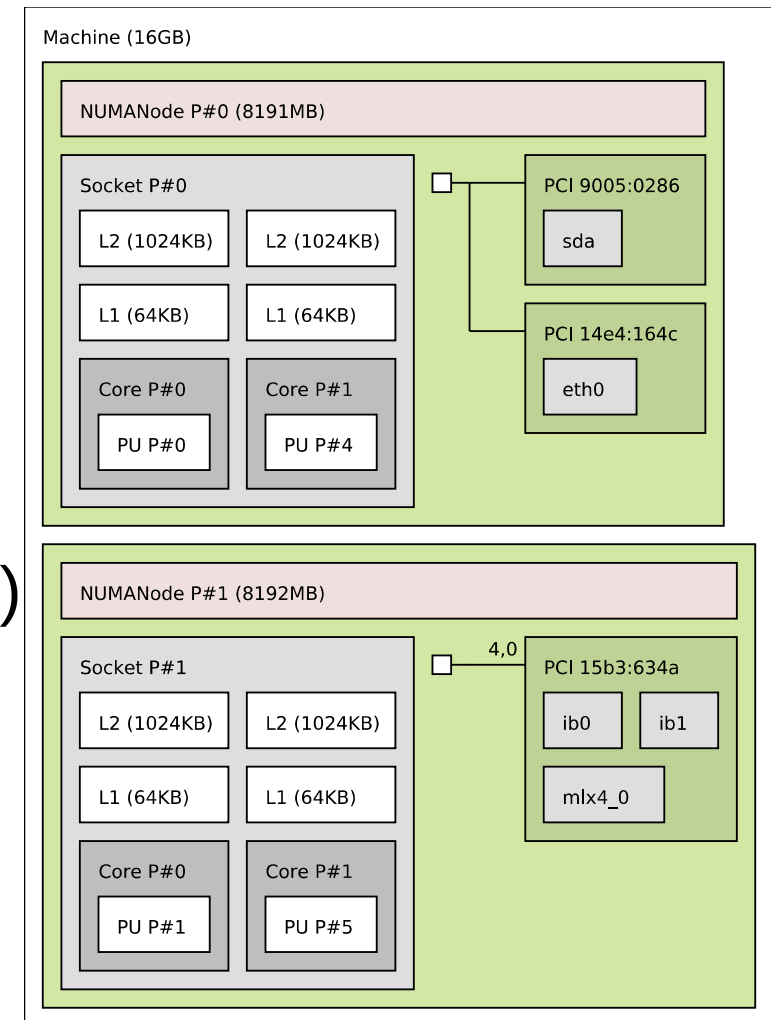 Machine (16GB)
NUMANode P#0 (8191MB)
Socket P#0
PCI 9005:0286
L2 (1024KB)
L2 (1024KB)
sda
L1 (64KB)
L1 (64KB)
PCI 14e4:164c
Core P#0
Core P#1
eth0
PU P#0
PU P#4
)
NUMANode P#1 (8192MB)
4,0
Socket P#1
PCI 15b3:634a
L2 (1024KB)
L2 (1024KB)
ib0
ib1
L1 (64KB)
L1 (64KB)
mlx4_0
Core P#0
Core P#1
PU P#1
PU P#5